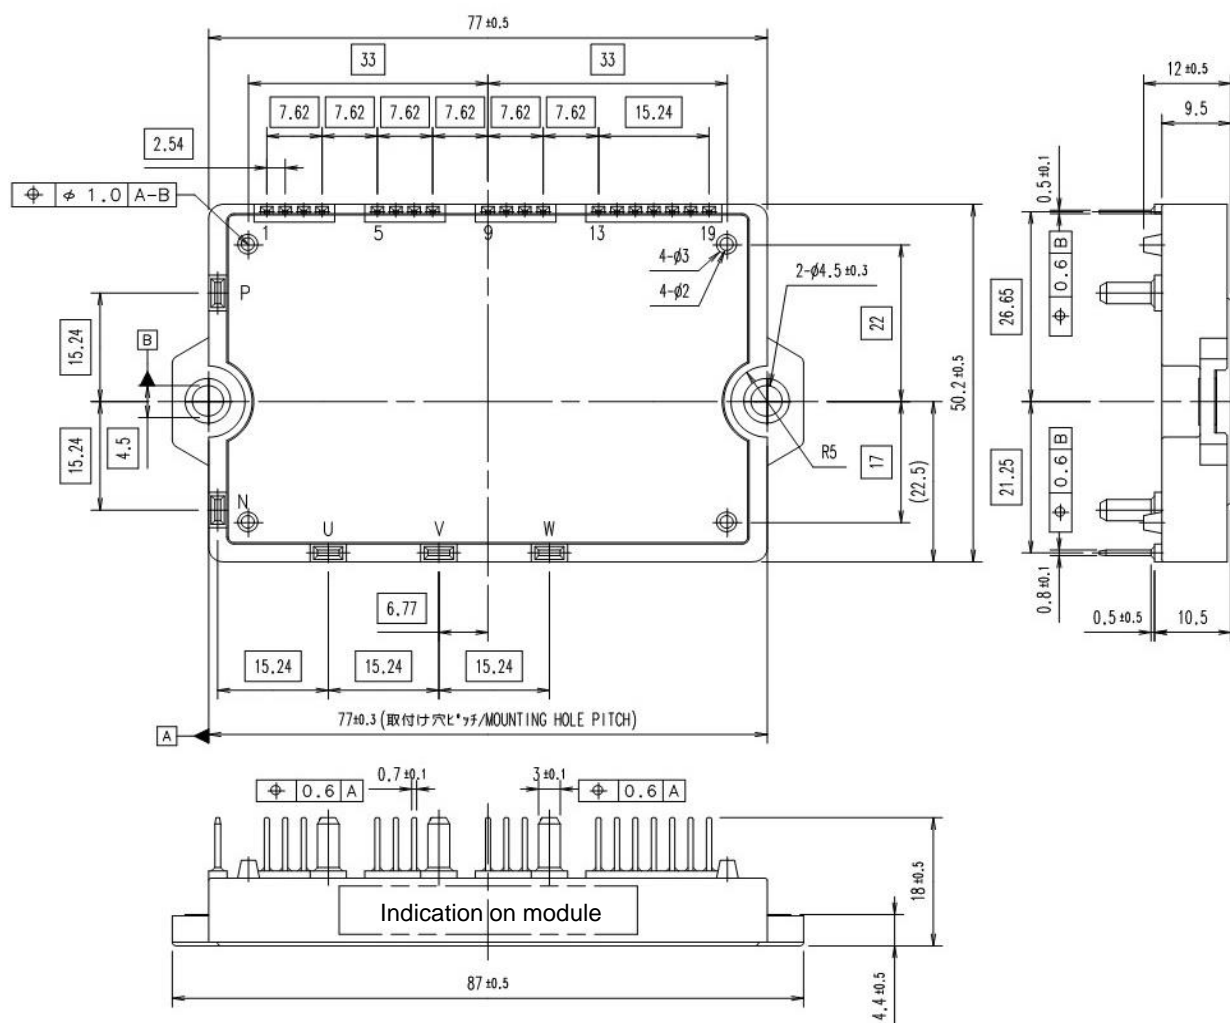 77 ±0.5
33 33
12 ±0.5
7.62 7.62 7.62 7.62 7.62 7.62 15.24
9.5
2.54
⌖ ⌀ 1.0 A-B
0.5 ±0.1
1 5 9 13 19
4-ø3
4-ø2
2-ø4.5 ±0.3
P
⌖ 0.6 B
26.65
22
15.24
B
50.2 ±0.5
4.5
15.24
R5
17
(22.5)
21.25
⌖ 0.6 B
N
U V W
0.8 ±0.1
6.77
0.5 ±0.5 10.5
15.24 15.24 15.24
77±0.3 (取付け穴ピッチ/MOUNTING HOLE PITCH)
A
⌖ 0.6 A
0.7 ±0.1
3 ±0.1
⌖ 0.6 A
18 ±0.5
Indication on module
87 ±0.5
4.4 ±0.5